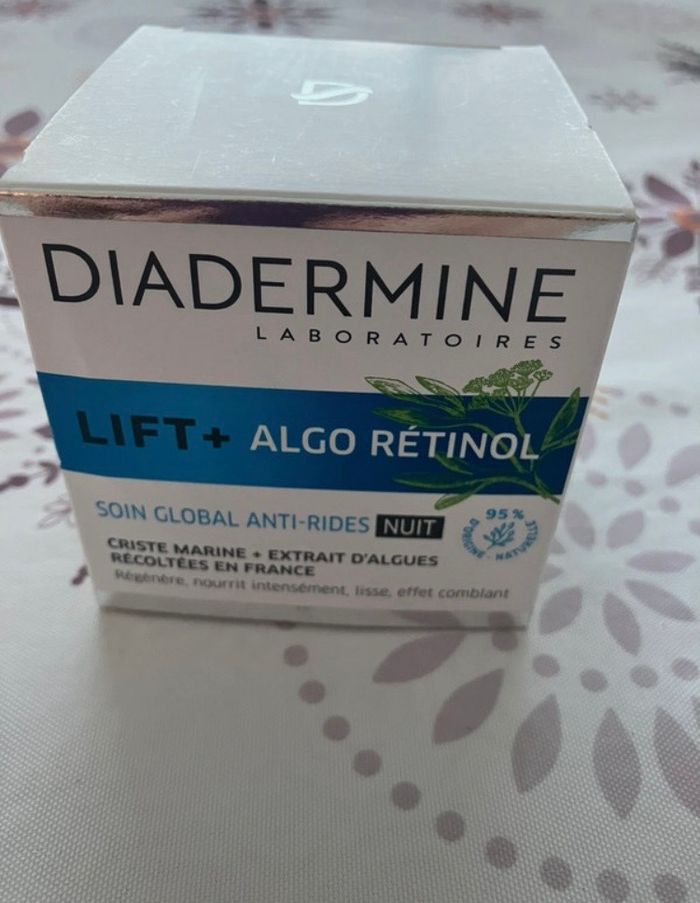 DIADERMINE
LABORATOIRES
LIFT+ ALGO RÉTINOL
SOIN GLOBAL ANTI-RIDES NUIT
95%
D'ORIGINE · NATURELLE
CRISTE MARINE + EXTRAIT D'ALGUES
RÉCOLTÉES EN FRANCE
Régénère, nourrit intensément, lisse, effet comblant